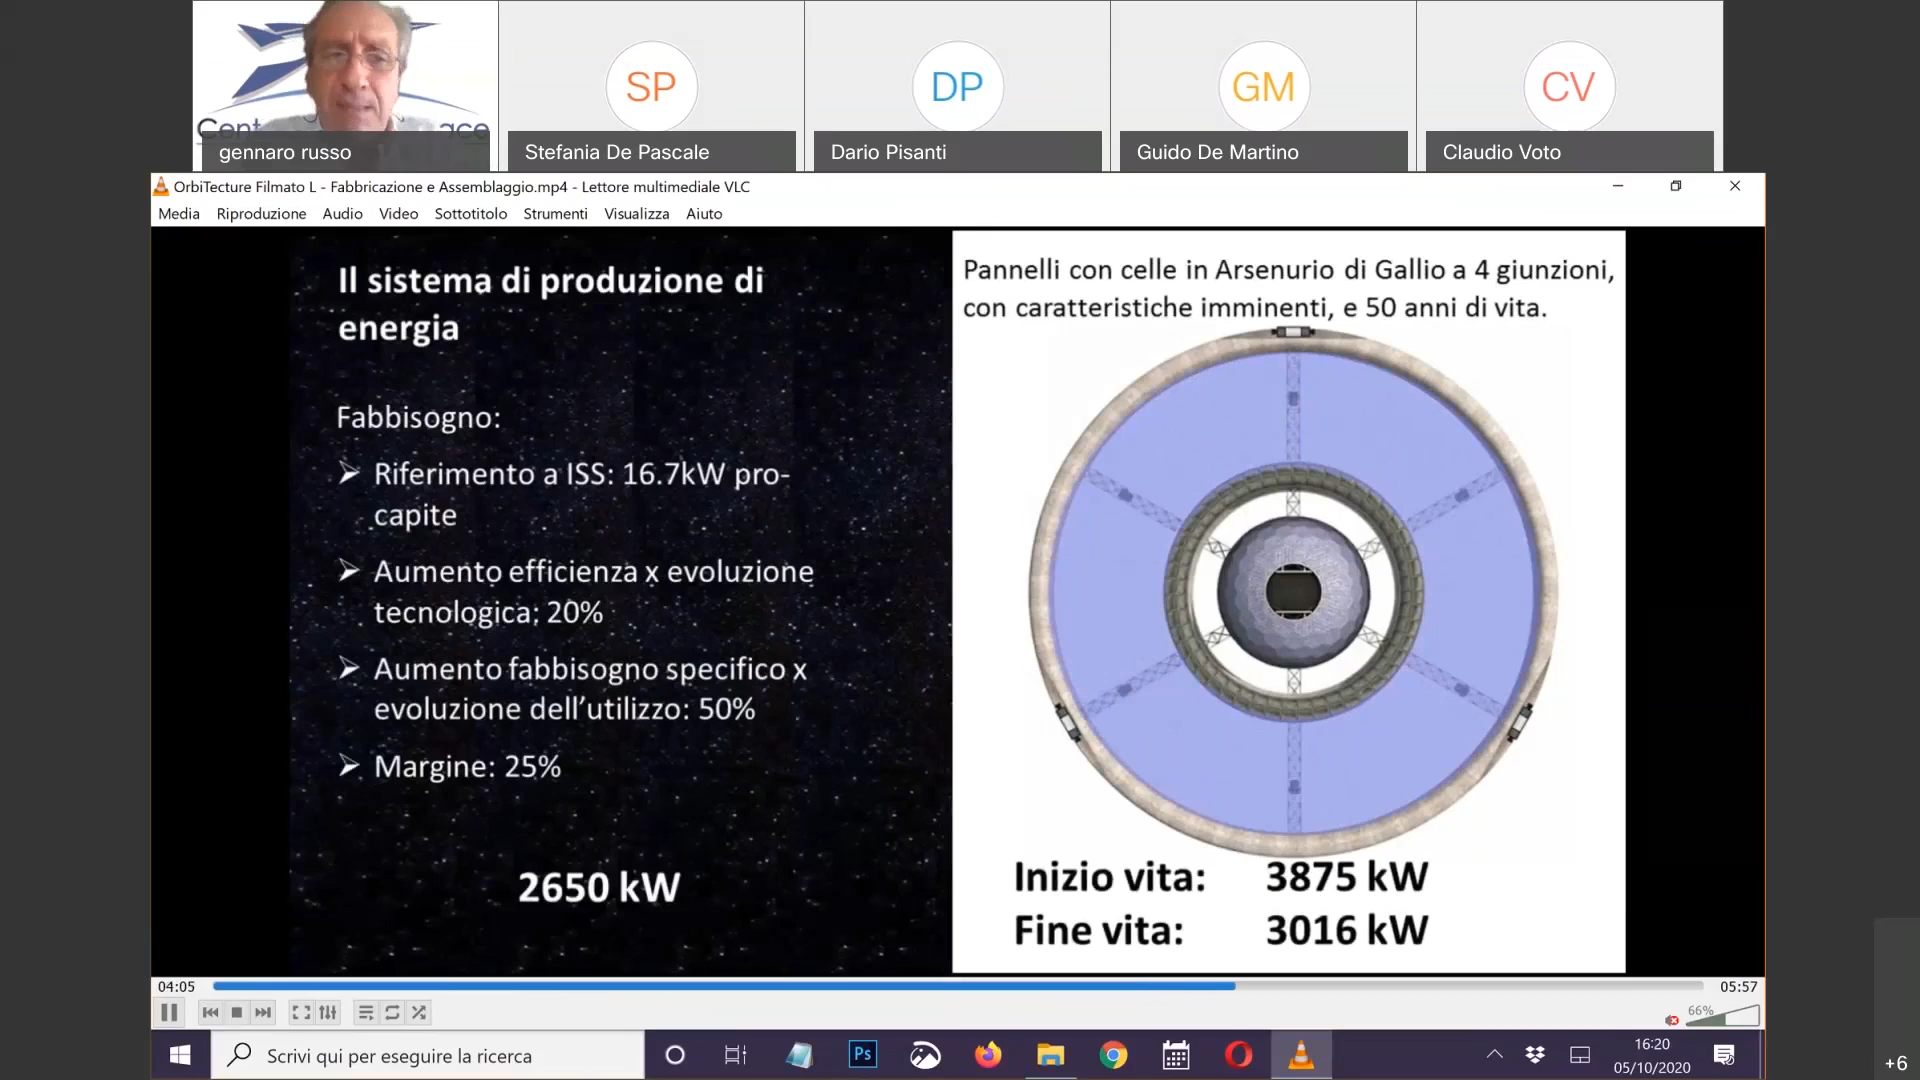 Cent
ace
gennaro russo
SP
Stefania De Pascale
DP
Dario Pisanti
GM
Guido De Martino
CV
Claudio Voto
OrbiTecture Filmato L - Fabbricazione e Assemblaggio.mp4 - Lettore multimediale VLC
Media Riproduzione Audio Video Sottotitolo Strumenti Visualizza Aiuto
Il sistema di produzione di
energia
Fabbisogno:
➢ Riferimento a ISS: 16.7kW pro-
capite
➢ Aumento efficienza x evoluzione
tecnologica: 20%
➢ Aumento fabbisogno specifico x
evoluzione dell’utilizzo: 50%
➢ Margine: 25%
2650 kW
Pannelli con celle in Arsenurio di Gallio a 4 giunzioni,
con caratteristiche imminenti, e 50 anni di vita.
Inizio vita: 3875 kW
Fine vita: 3016 kW
04:05
05:57
66%
Scrivi qui per eseguire la ricerca
Ps
16:20
05/10/2020
+6